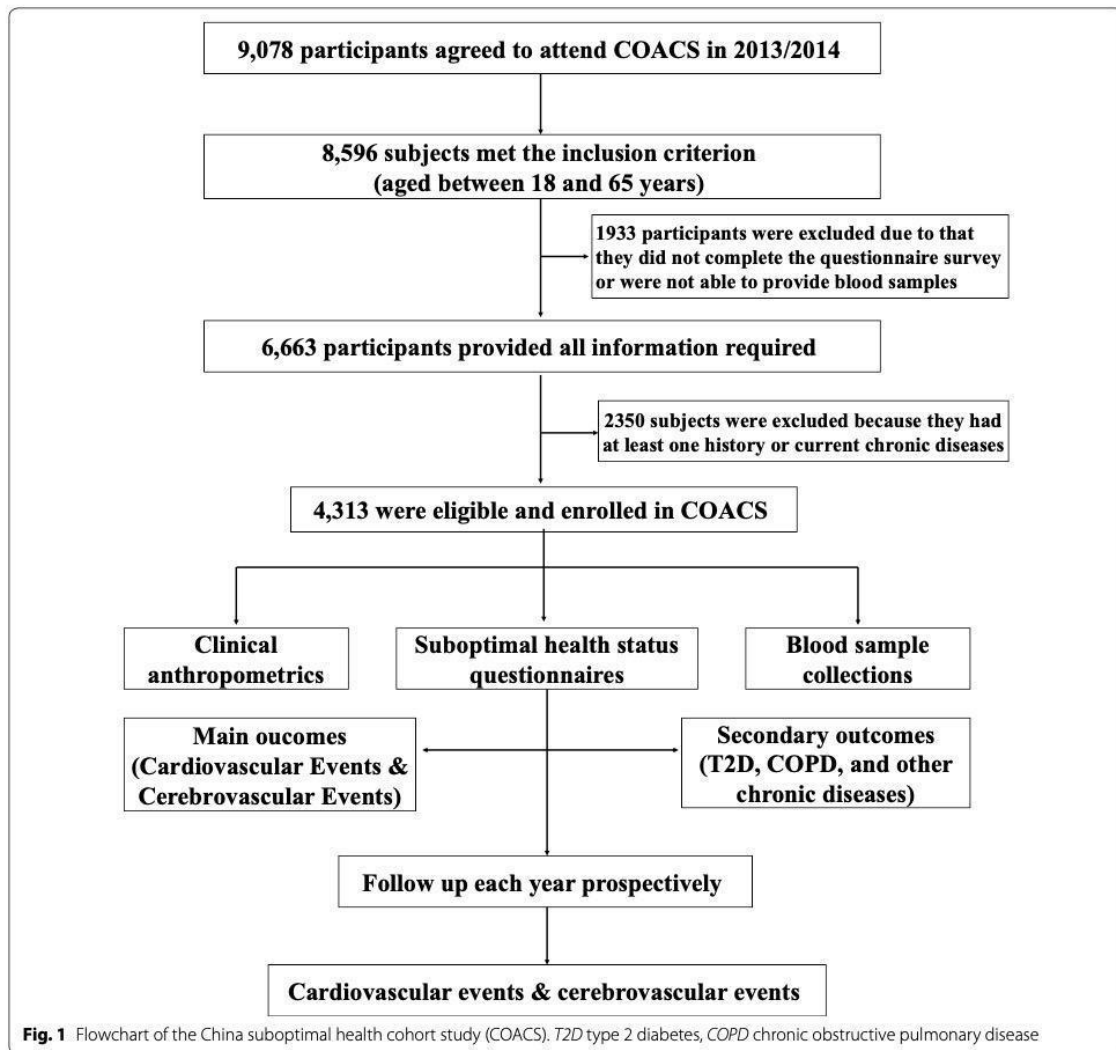 9,078 participants agreed to attend COACS in 2013/2014
8,596 subjects met the inclusion criterion
(aged between 18 and 65 years)
1933 participants were excluded due to that
they did not complete the questionnaire survey
or were not able to provide blood samples
6,663 participants provided all information required
2350 subjects were excluded because they had
at least one history or current chronic diseases
4,313 were eligible and enrolled in COACS
Clinical
anthropometrics
Suboptimal health status
questionnaires
Blood sample
collections
Main oucomes
(Cardiovascular Events &
Cerebrovascular Events)
Secondary outcomes
(T2D, COPD, and other
chronic diseases)
Follow up each year prospectively
Cardiovascular events & cerebrovascular events
Fig. 1 Flowchart of the China suboptimal health cohort study (COACS). T2D type 2 diabetes, COPD chronic obstructive pulmonary disease